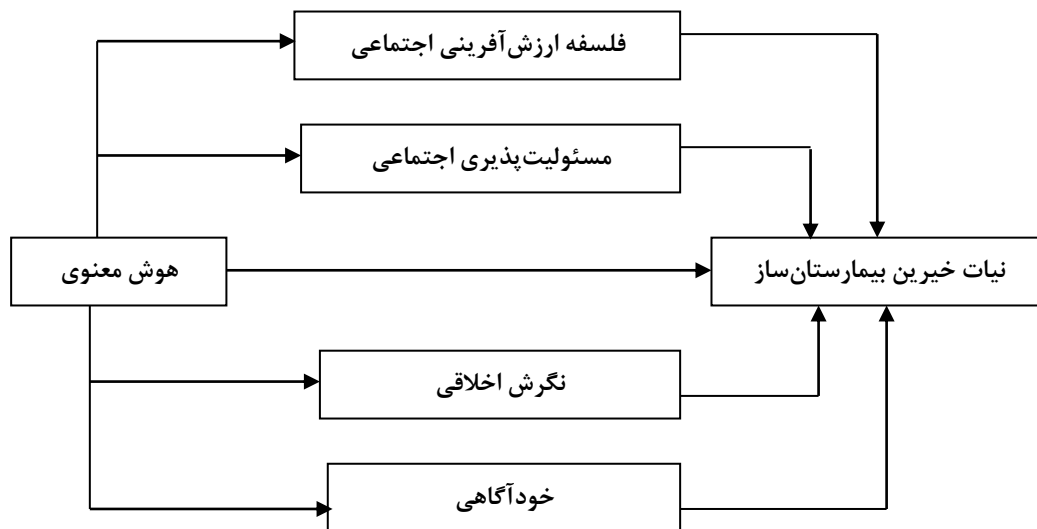 فلسفه ارزش‌آفرینی اجتماعی
مسئولیت‌پذیری اجتماعی
هوش معنوی
نیات خیرین بیمارستان‌ساز
نگرش اخلاقی
خودآگاهی